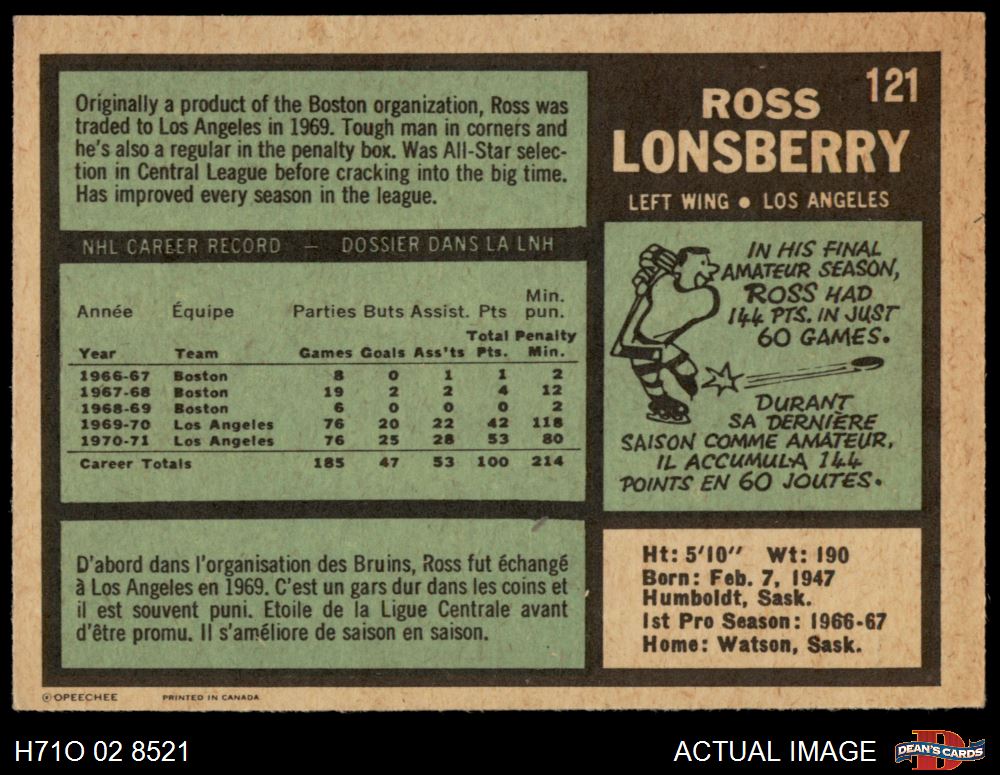 Originally a product of the Boston organization, Ross was
traded to Los Angeles in 1969. Tough man in corners and
he's also a regular in the penalty box. Was All-Star selec-
tion in Central League before cracking into the big time.
Has improved every season in the league.
121
ROSS
LONSBERRY
LEFT WING • LOS ANGELES
NHL CAREER RECORD — DOSSIER DANS LA LNH
Année Équipe Parties Buts Assist. Pts Min. pun.
Year Team Games Goals Ass'ts Total Pts. Penalty Min.
1966-67 Boston 8 0 1 1 2
1967-68 Boston 19 2 2 4 12
1968-69 Boston 6 0 0 0 2
1969-70 Los Angeles 76 20 22 42 118
1970-71 Los Angeles 76 25 28 53 80
Career Totals 185 47 53 100 214
IN HIS FINAL
AMATEUR SEASON,
ROSS HAD
144 PTS. IN JUST
60 GAMES.
DURANT
SA DERNIÈRE
SAISON COMME AMATEUR,
IL ACCUMULA 144
POINTS EN 60 JOUTES.
D'abord dans l'organisation des Bruins, Ross fut échangé
à Los Angeles en 1969. C'est un gars dur dans les coins et
il est souvent puni. Etoile de la Ligue Centrale avant
d'être promu. Il s'améliore de saison en saison.
Ht: 5'10" Wt: 190
Born: Feb. 7, 1947
Humboldt, Sask.
1st Pro Season: 1966-67
Home: Watson, Sask.
© OPEECHEE PRINTED IN CANADA
H71O 02 8521
ACTUAL IMAGE
D
DEAN'S CARDS